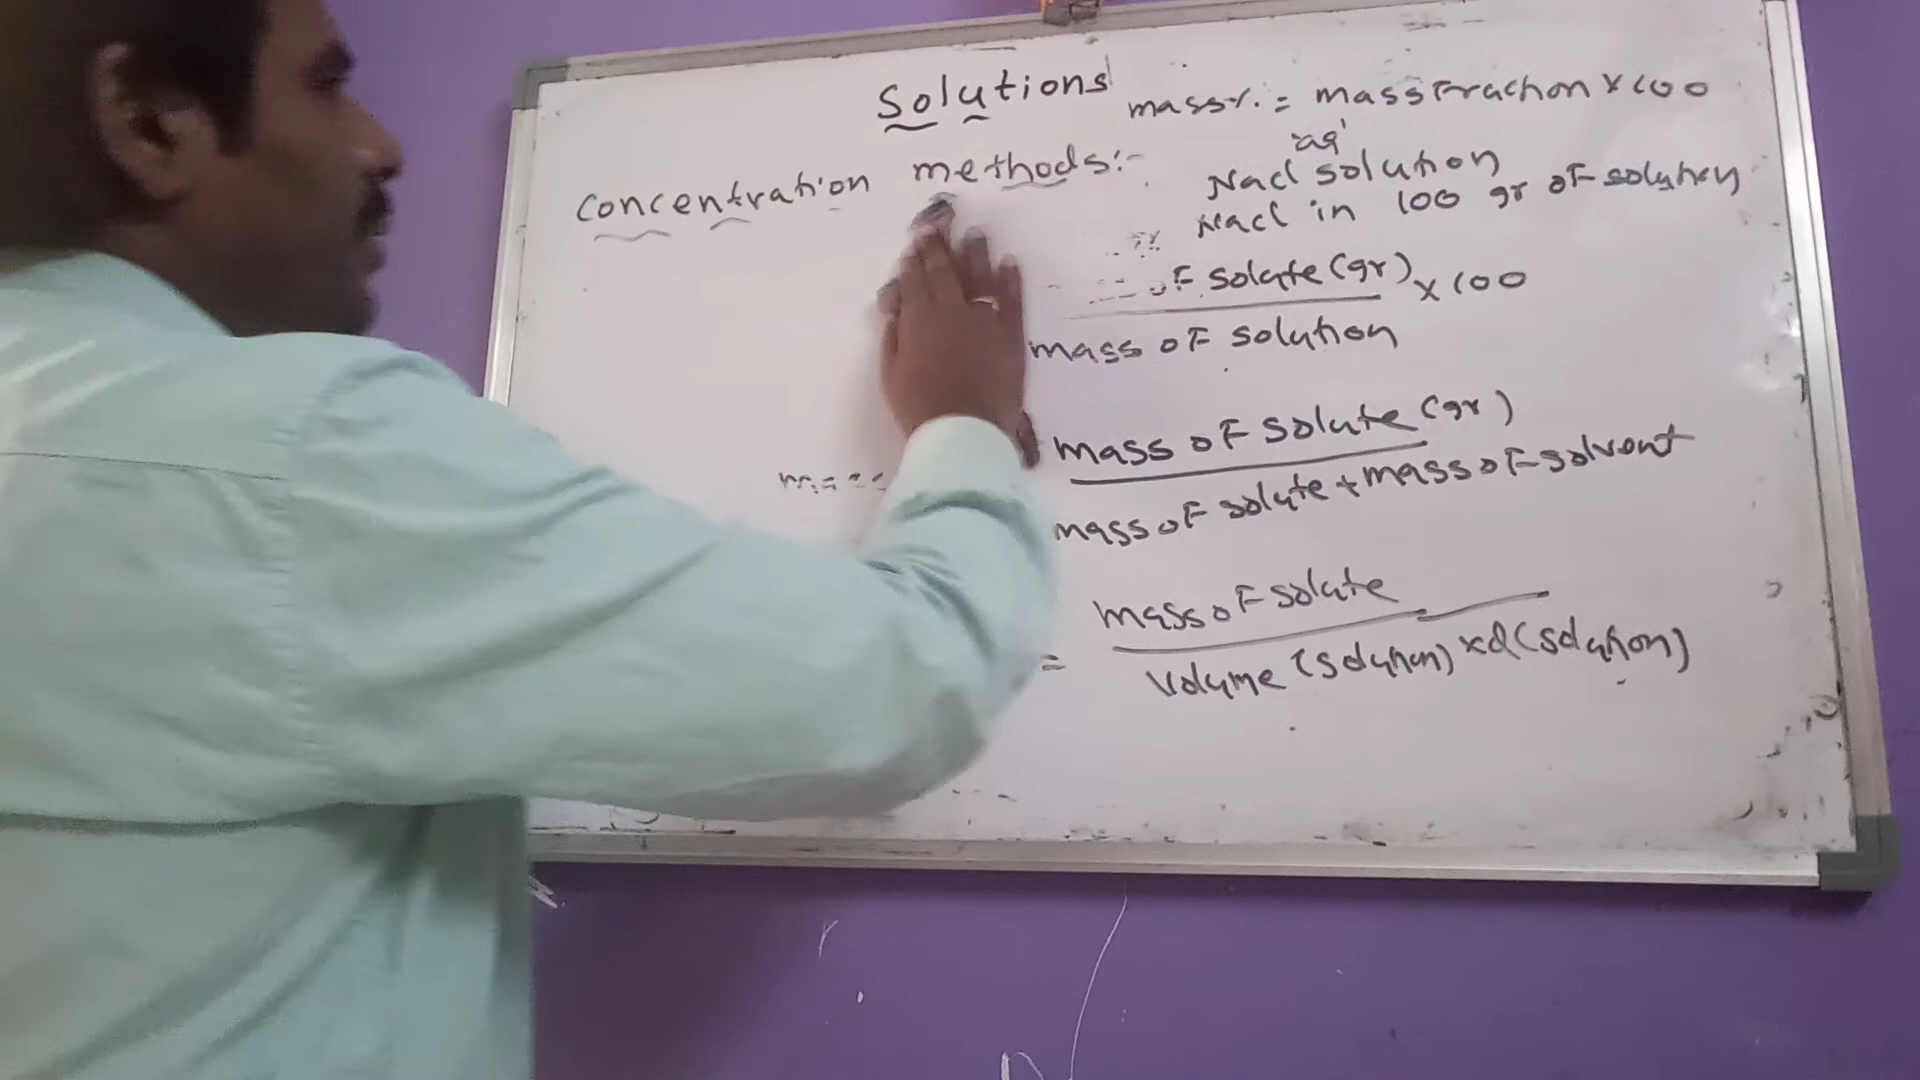 Solutions
mass%. = mass Fraction × 100
concentration methods:-
aq'
Nacl solution
Nacl in 100 gr of solution
of solute (gr) × 100
mass of solution
mass of solute (gr)
mass of solute + mass of solvent
mass of solute
= volume (solution) × d (solution)